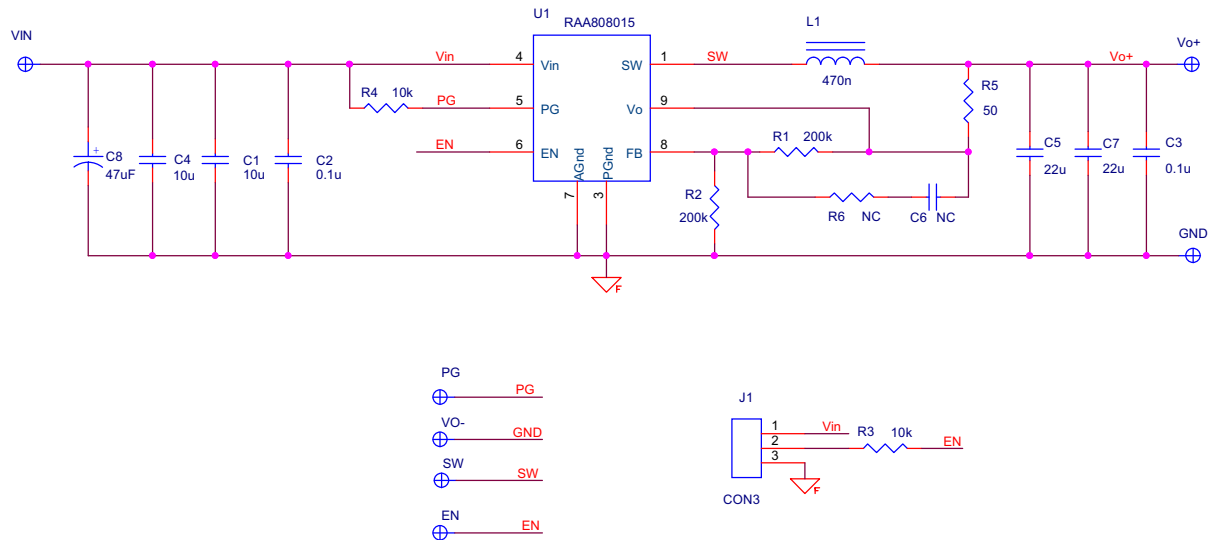 U1
RAA808015
L1
VIN
Vo+
Vin
4
Vin
SW
1
SW
470n
Vo+
R4 10k
PG
5
PG
Vo
9
R5
50
R1 200k
EN
6
EN
FB
8
AGnd
PGnd
7
3
+
C8
47uF
C4
10u
C1
10u
C2
0.1u
R2
200k
R6 NC
C6 NC
C5
22u
C7
22u
C3
0.1u
GND
F
PG
PG
VO-
GND
SW
SW
EN
EN
J1
1
Vin
2
R3 10k
EN
3
F
CON3